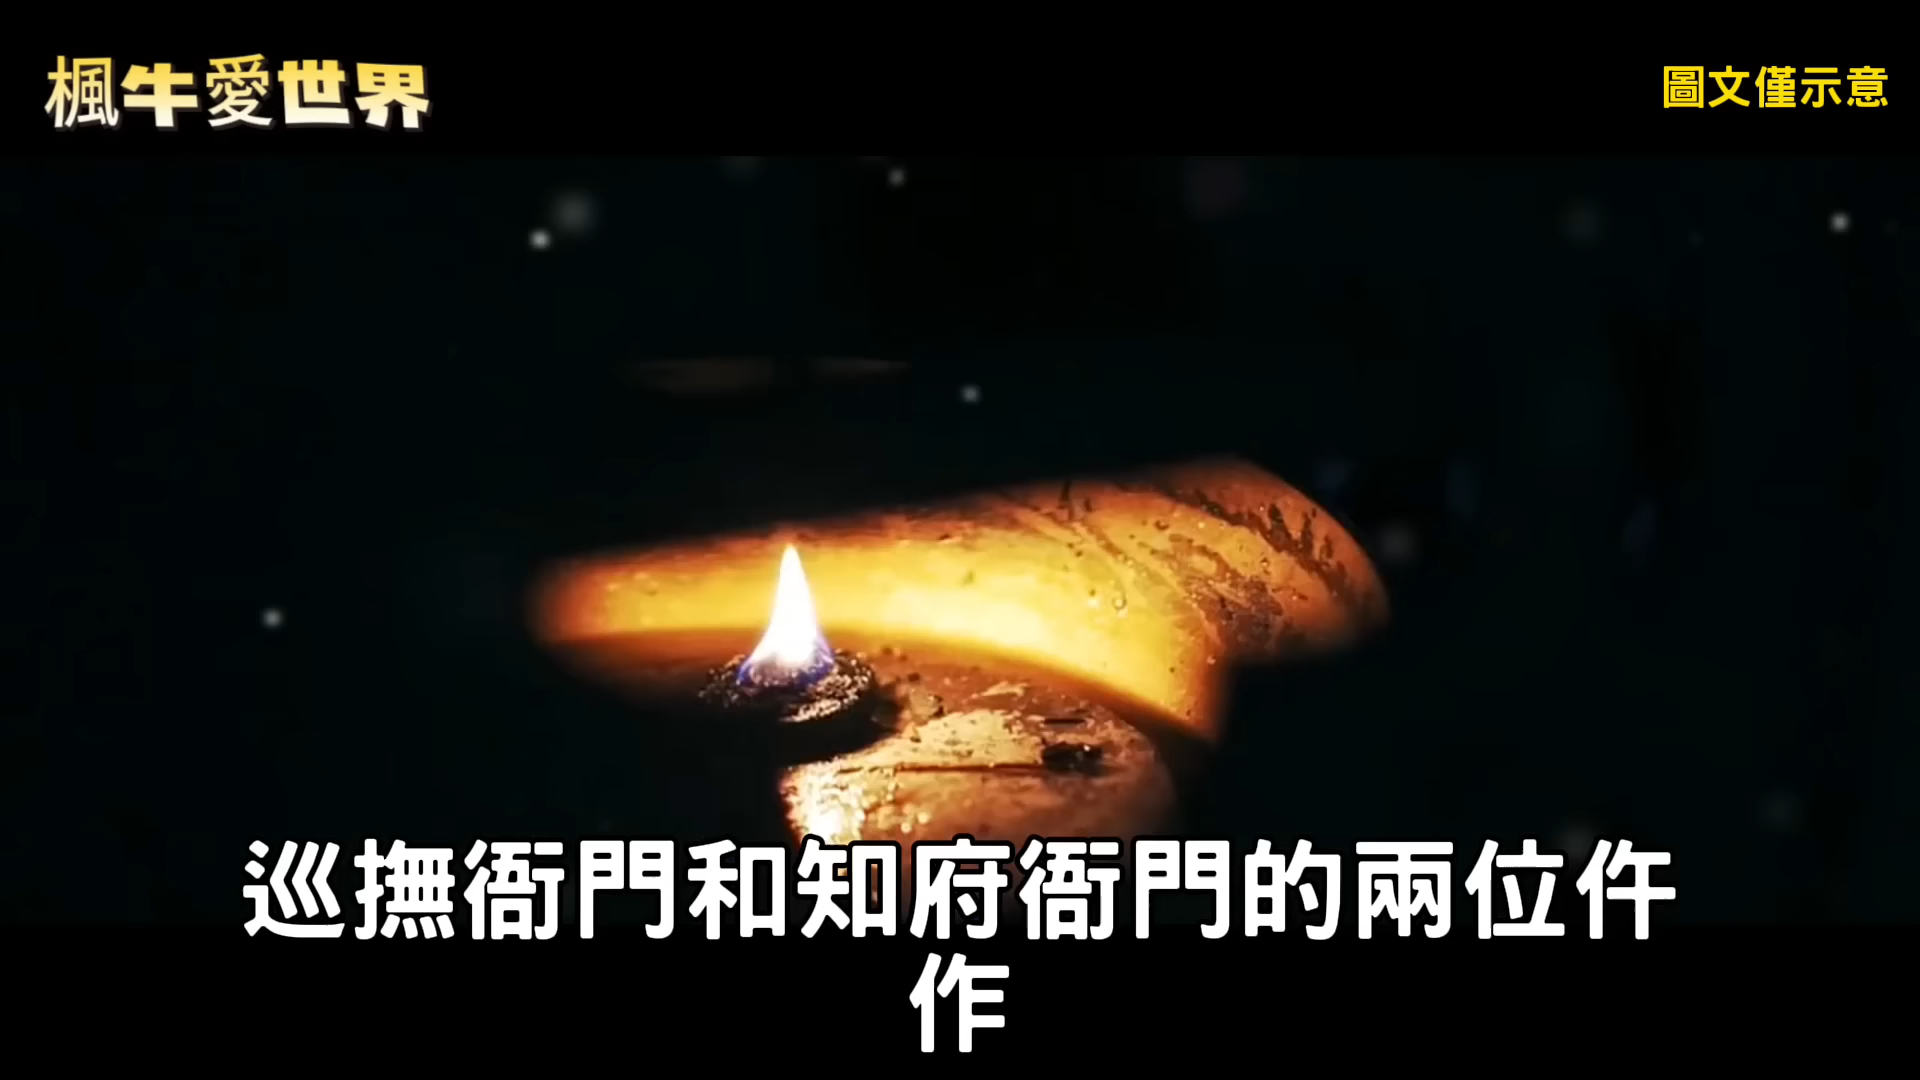 楓牛愛世界
圖文僅示意
巡撫衙門和知府衙門的兩位仵
作